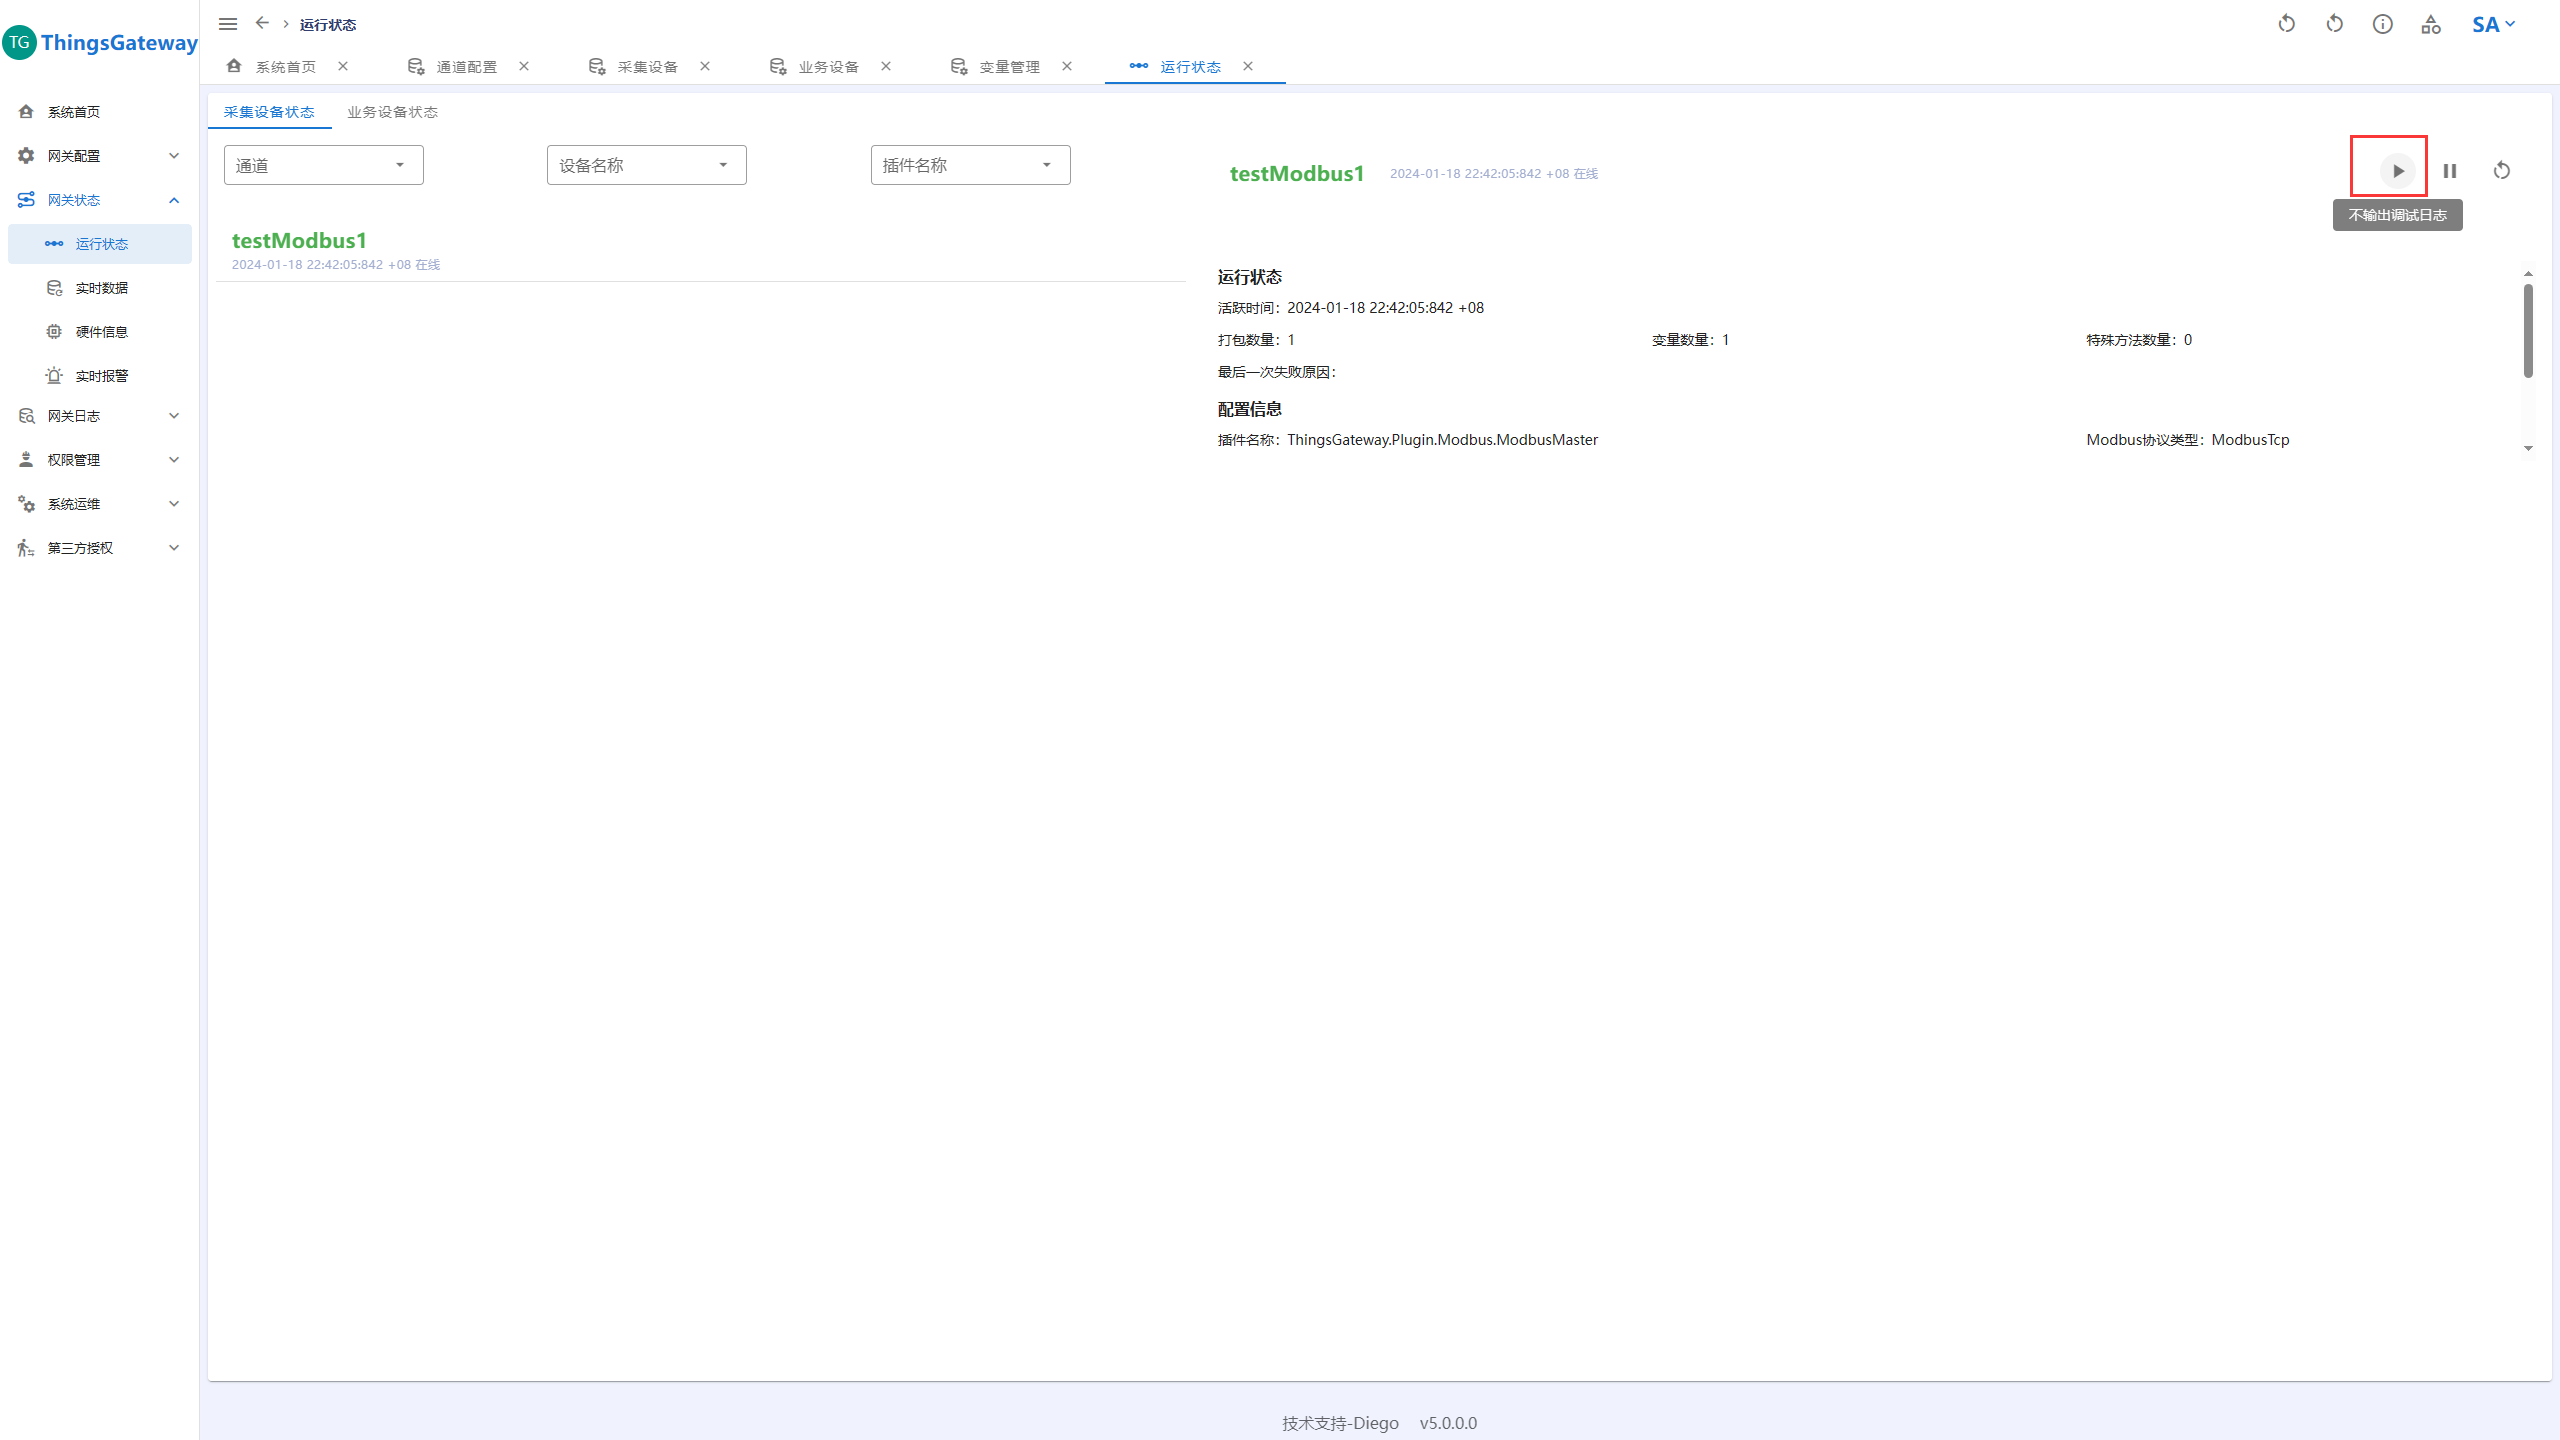 TG ThingsGateway
系统首页
网关配置
网关状态
运行状态
实时数据
硬件信息
实时报警
网关日志
权限管理
系统运维
第三方授权
运行状态
SA
系统首页 通道配置 采集设备 业务设备 变量管理 运行状态
采集设备状态 业务设备状态
通道 设备名称 插件名称
testModbus1
2024-01-18 22:42:05:842 +08 在线
testModbus1 2024-01-18 22:42:05:842 +08 在线
不输出调试日志
运行状态
活跃时间：2024-01-18 22:42:05:842 +08
打包数量：1 变量数量：1 特殊方法数量：0
最后一次失败原因：
配置信息
插件名称：ThingsGateway.Plugin.Modbus.ModbusMaster Modbus协议类型：ModbusTcp
技术支持-Diego v5.0.0.0